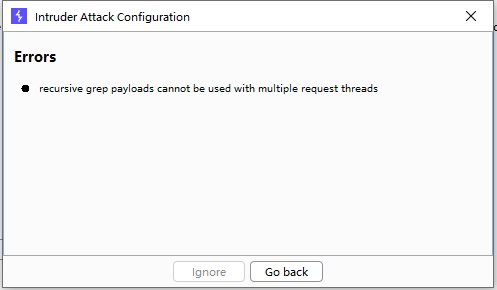 Intruder Attack Configuration
Errors
recursive grep payloads cannot be used with multiple request threads
Ignore
Go back